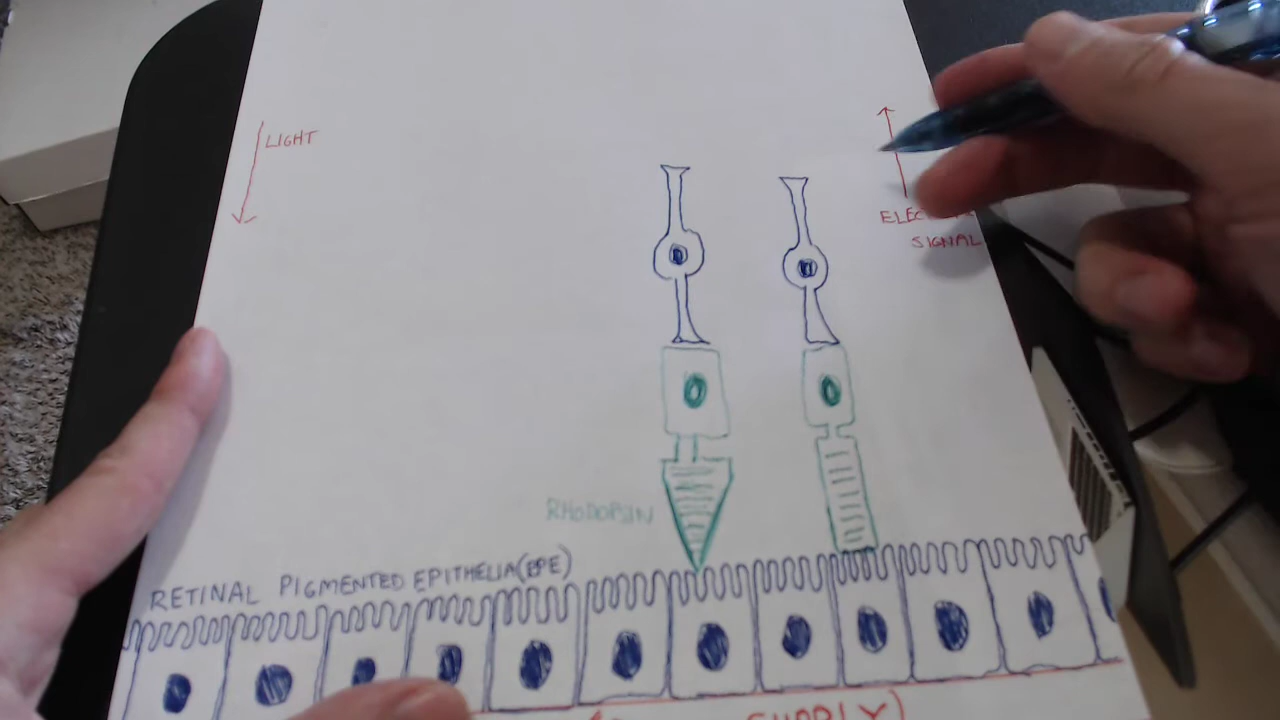 LIGHT
SIGNAL
RHODOPSIN
RETINAL PIGMENTED EPITHELIA(RPE)
SUPPLY)